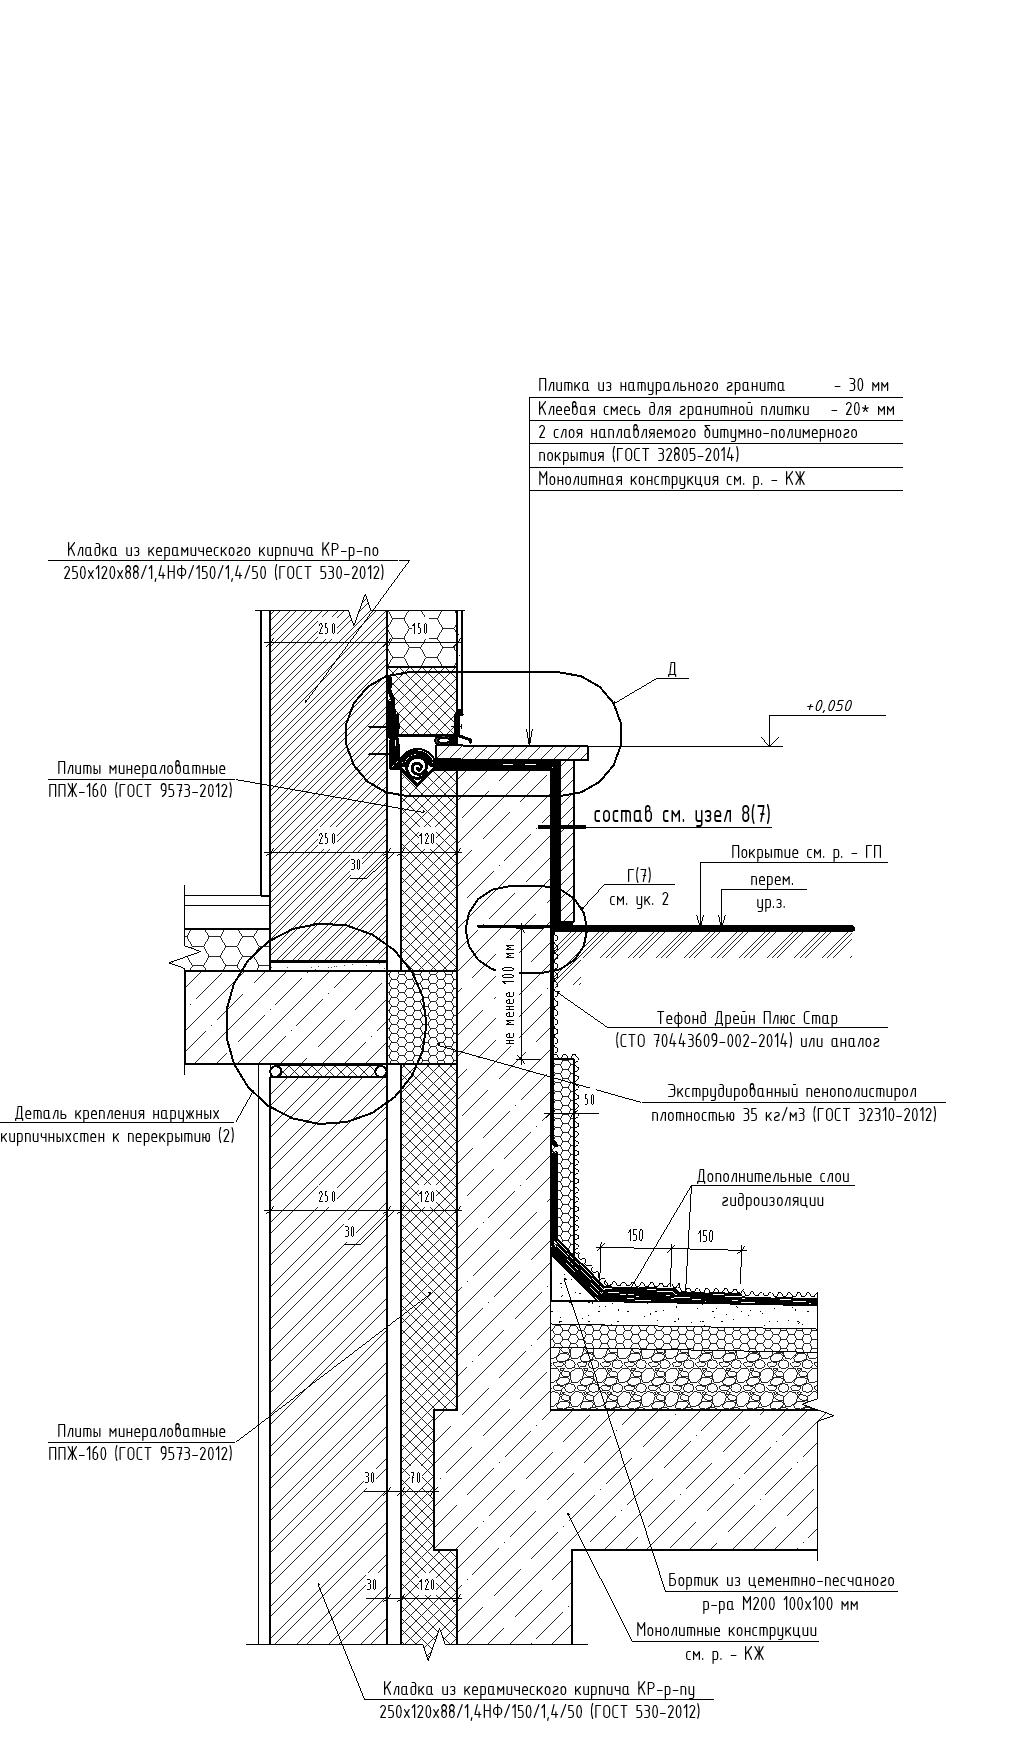 Плитка из натурального гранита - 30 мм
Клеевая смесь для гранитной плитки - 20* мм
2 слоя наплавляемого битумно-полимерного
покрытия (ГОСТ 32805-2014)
Монолитная конструкция см. р. - КЖ
Кладка из керамического кирпича КР-р-по
250х120х88/1,4НФ/150/1,4/50 (ГОСТ 530-2012)
250
150
Д
+0,050
Плиты минераловатные
ППЖ-160 (ГОСТ 9573-2012)
состав см. узел 8(7)
250
120
30
Покрытие см. р. - ГП
Г(7)
см. ук. 2
перем.
ур.з.
не менее 100 мм
Тефонд Дрейн Плюс Стар
(СТО 70443609-002-2014) или аналог
Экструдированный пенополистирол
плотностью 35 кг/м3 (ГОСТ 32310-2012)
50
Деталь крепления наружных
кирпичныхстен к перекрытию (2)
Дополнительные слои
гидроизоляции
250
120
30
150
150
Плиты минераловатные
ППЖ-160 (ГОСТ 9573-2012)
30
70
30
120
Бортик из цементно-песчаного
р-ра М200 100х100 мм
Монолитные конструкции
см. р. - КЖ
Кладка из керамического кирпича КР-р-пу
250х120х88/1,4НФ/150/1,4/50 (ГОСТ 530-2012)